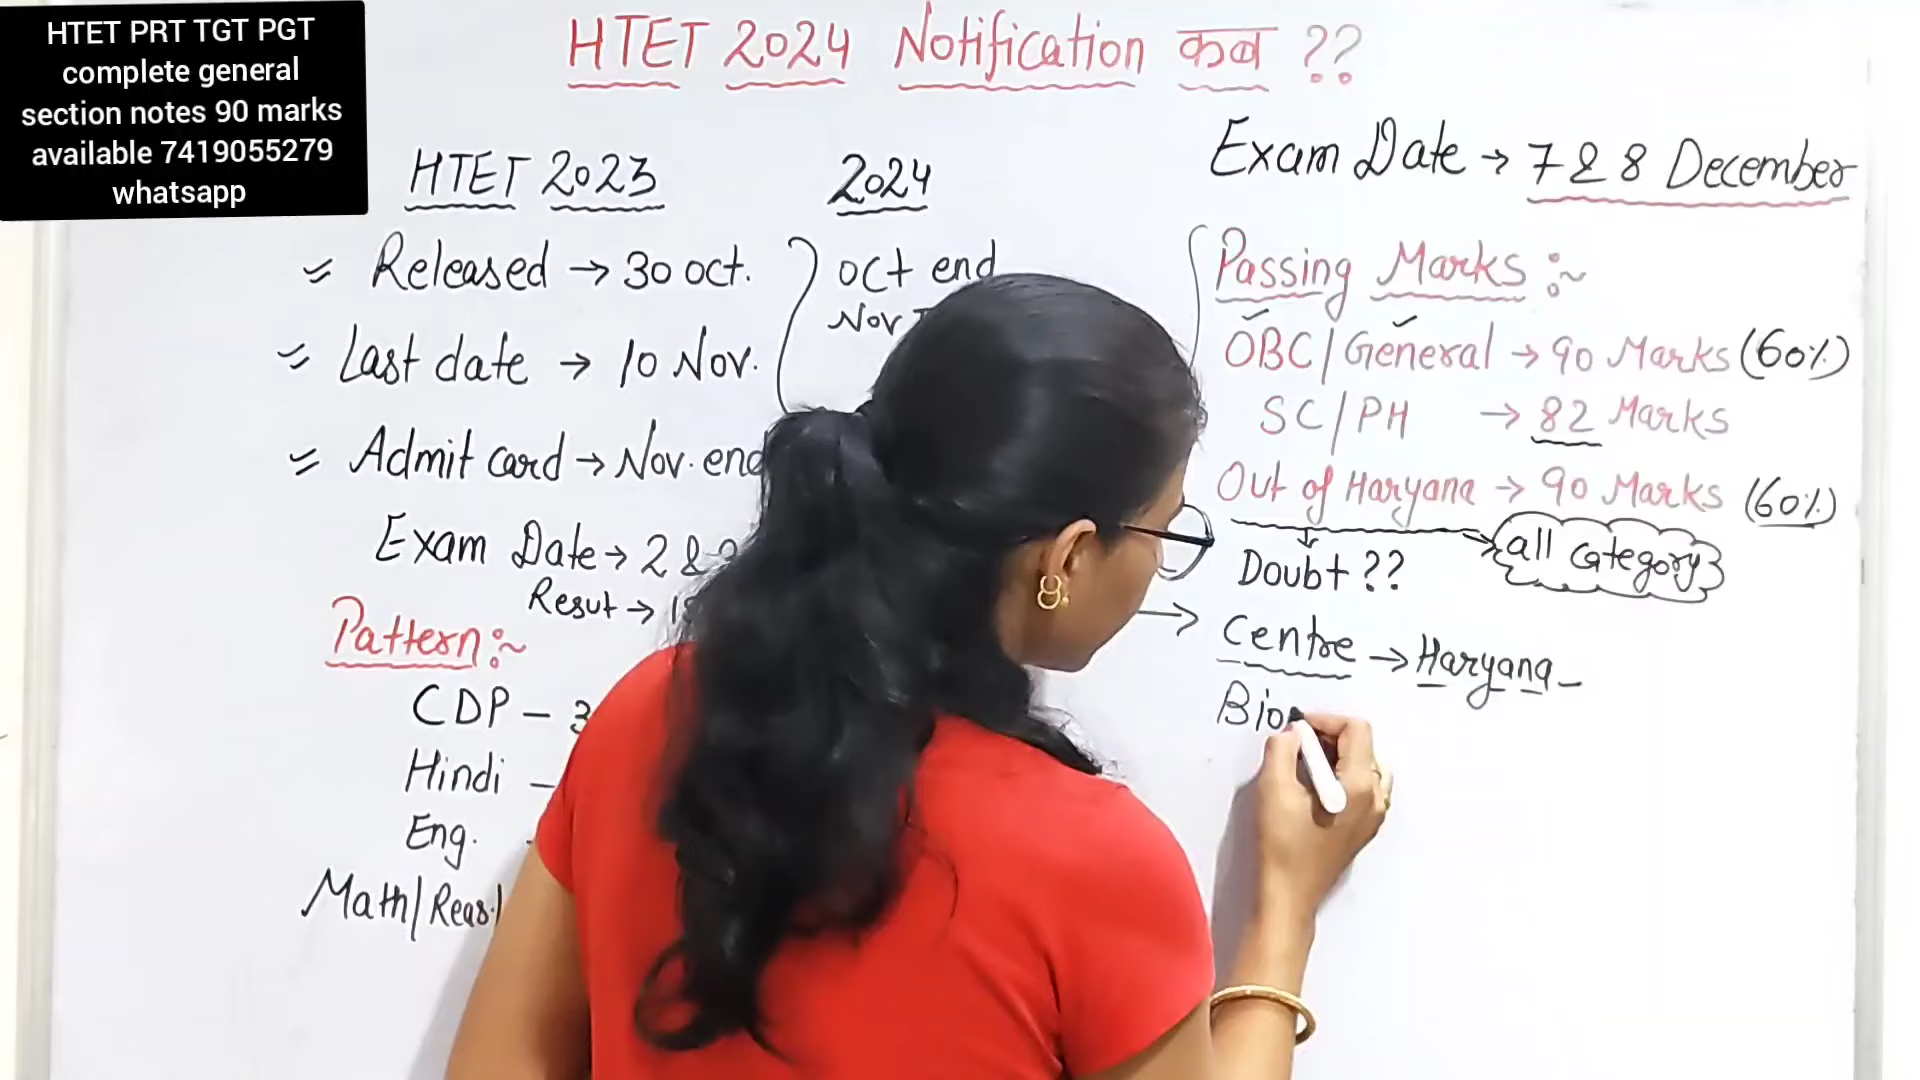 HTET PRT TGT PGT
complete general
section notes 90 marks
available 7419055279
whatsapp
HTET 2024 Notification कब ??
HTET 2023
Released → 30 oct.
Last date → 10 Nov.
Admit card → Nov. end
Exam Date → 2 &
Resut →
Pattern :~
CDP - 3
Hindi -
Eng. -
Math/Reas.
2024
oct end
Nov
Exam Date → 7 & 8 December
Passing Marks :~
OBC/General → 90 Marks (60%)
SC/PH → 82 Marks
Out of Haryana → 90 Marks (60%)
all category
Doubt ??
→ Centre → Haryana -
Bio